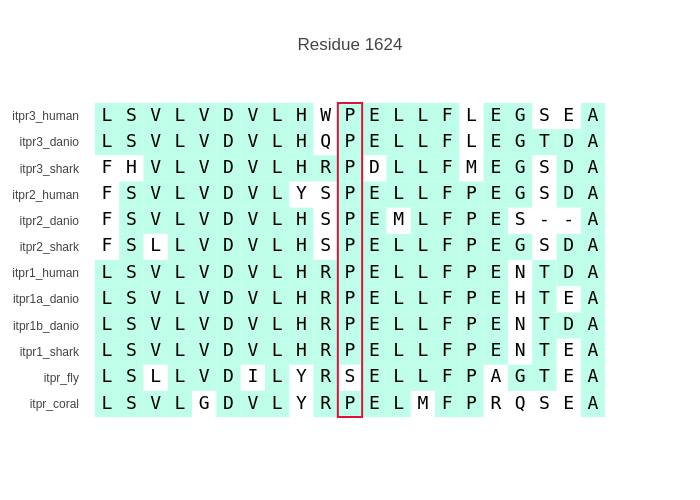 Residue 1624
itpr3_human L S V L V D V L H W P E L L F L E G S E A
itpr3_danio L S V L V D V L H Q P E L L F L E G T D A
itpr3_shark F H V L V D V L H R P D L L F M E G S D A
itpr2_human F S V L V D V L Y S P E L L F P E G S D A
itpr2_danio F S V L V D V L H S P E M L F P E S - - A
itpr2_shark F S L L V D V L H S P E L L F P E G S D A
itpr1_human L S V L V D V L H R P E L L F P E N T D A
itpr1a_danio L S V L V D V L H R P E L L F P E H T E A
itpr1b_danio L S V L V D V L H R P E L L F P E N T D A
itpr1_shark L S V L V D V L H R P E L L F P E N T E A
itpr_fly L S L L V D I L Y R S E L L F P A G T E A
itpr_coral L S V L G D V L Y R P E L M F P R Q S E A